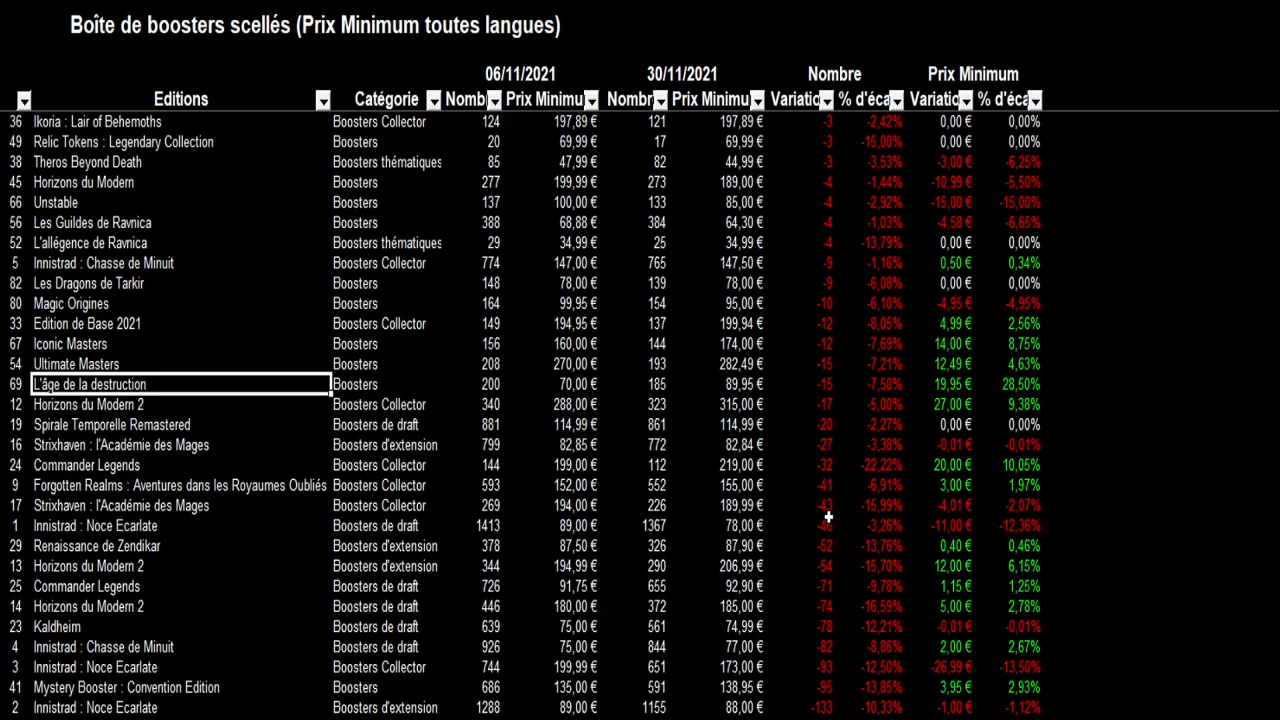 Boîte de boosters scellés (Prix Minimum toutes langues)
06/11/2021 30/11/2021 Nombre Prix Minimum
Editions Catégorie Nomb Prix Minimu Nombr Prix Minimu Variatio % d'éca Variatio % d'éca
36 Ikoria : Lair of Behemoths Boosters Collector 124 197,89 € 121 197,89 € -3 -2,42% 0,00 € 0,00%
49 Relic Tokens : Legendary Collection Boosters 20 69,99 € 17 69,99 € -3 -15,00% 0,00 € 0,00%
38 Theros Beyond Death Boosters thématiques 85 47,99 € 82 44,99 € -3 -3,53% -3,00 € -6,25%
45 Horizons du Modern Boosters 277 199,99 € 273 189,00 € -4 -1,44% -10,99 € -5,50%
66 Unstable Boosters 137 100,00 € 133 85,00 € -4 -2,92% -15,00 € -15,00%
56 Les Guildes de Ravnica Boosters 388 68,88 € 384 64,30 € -4 -1,03% -4,58 € -6,65%
52 L'allégence de Ravnica Boosters thématiques 29 34,99 € 25 34,99 € -4 -13,79% 0,00 € 0,00%
5 Innistrad : Chasse de Minuit Boosters Collector 774 147,00 € 765 147,50 € -9 -1,16% 0,50 € 0,34%
82 Les Dragons de Tarkir Boosters 148 78,00 € 139 78,00 € -9 -6,08% 0,00 € 0,00%
80 Magic Origines Boosters 164 99,95 € 154 95,00 € -10 -6,10% -4,95 € -4,95%
33 Edition de Base 2021 Boosters Collector 149 194,95 € 137 199,94 € -12 -8,05% 4,99 € 2,56%
67 Iconic Masters Boosters 156 160,00 € 144 174,00 € -12 -7,69% 14,00 € 8,75%
54 Ultimate Masters Boosters 208 270,00 € 193 282,49 € -15 -7,21% 12,49 € 4,63%
69 L'âge de la destruction Boosters 200 70,00 € 185 89,95 € -15 -7,50% 19,95 € 28,50%
12 Horizons du Modern 2 Boosters Collector 340 288,00 € 323 315,00 € -17 -5,00% 27,00 € 9,38%
19 Spirale Temporelle Remastered Boosters de draft 881 114,99 € 861 114,99 € -20 -2,27% 0,00 € 0,00%
16 Strixhaven : l'Académie des Mages Boosters d'extension 799 82,85 € 772 82,84 € -27 -3,38% -0,01 € -0,01%
24 Commander Legends Boosters Collector 144 199,00 € 112 219,00 € -32 -22,22% 20,00 € 10,05%
9 Forgotten Realms : Aventures dans les Royaumes Oubliés Boosters Collector 593 152,00 € 552 155,00 € -41 -6,91% 3,00 € 1,97%
17 Strixhaven : l'Académie des Mages Boosters Collector 269 194,00 € 226 189,99 € -43 -15,99% -4,01 € -2,07%
1 Innistrad : Noce Ecarlate Boosters de draft 1413 89,00 € 1367 78,00 € -46 -3,26% -11,00 € -12,36%
29 Renaissance de Zendikar Boosters d'extension 378 87,50 € 326 87,90 € -52 -13,76% 0,40 € 0,46%
13 Horizons du Modern 2 Boosters d'extension 344 194,99 € 290 206,99 € -54 -15,70% 12,00 € 6,15%
25 Commander Legends Boosters de draft 726 91,75 € 655 92,90 € -71 -9,78% 1,15 € 1,25%
14 Horizons du Modern 2 Boosters de draft 446 180,00 € 372 185,00 € -74 -16,59% 5,00 € 2,78%
23 Kaldheim Boosters de draft 639 75,00 € 561 74,99 € -78 -12,21% -0,01 € -0,01%
4 Innistrad : Chasse de Minuit Boosters de draft 926 75,00 € 844 77,00 € -82 -8,86% 2,00 € 2,67%
3 Innistrad : Noce Ecarlate Boosters Collector 744 199,99 € 651 173,00 € -93 -12,50% -26,99 € -13,50%
41 Mystery Booster : Convention Edition Boosters 686 135,00 € 591 138,95 € -95 -13,85% 3,95 € 2,93%
2 Innistrad : Noce Ecarlate Boosters d'extension 1288 89,00 € 1155 88,00 € -133 -10,33% -1,00 € -1,12%